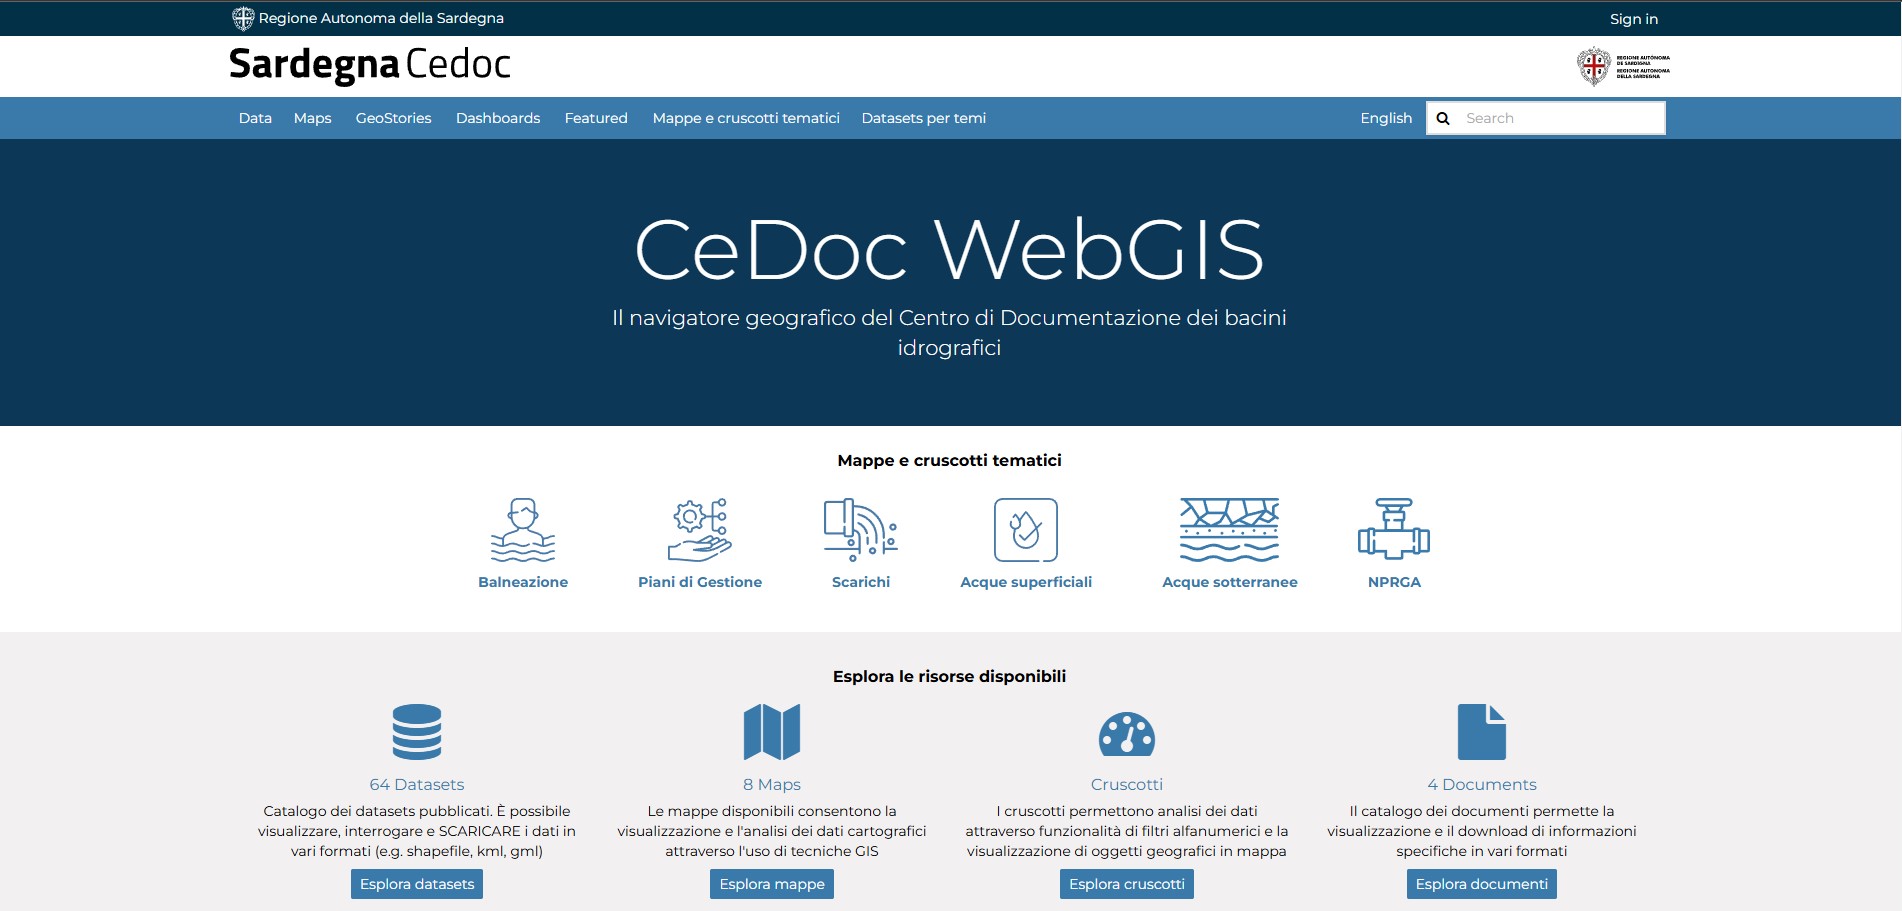 Regione Autonoma della Sardegna
Sign in
Sardegna Cedoc
REGIONE AUTÒNOMA
DE SARDIGNA
REGIONE AUTONOMA
DELLA SARDEGNA
Data Maps GeoStories Dashboards Featured Mappe e cruscotti tematici Datasets per temi English Search
CeDoc WebGIS
Il navigatore geografico del Centro di Documentazione dei bacini
idrografici
Mappe e cruscotti tematici
Balneazione Piani di Gestione Scarichi Acque superficiali Acque sotterranee NPRGA
Esplora le risorse disponibili
64 Datasets
Catalogo dei datasets pubblicati. È possibile
visualizzare, interrogare e SCARICARE i dati in
vari formati (e.g. shapefile, kml, gml)
Esplora datasets
8 Maps
Le mappe disponibili consentono la
visualizzazione e l'analisi dei dati cartografici
attraverso l'uso di tecniche GIS
Esplora mappe
Cruscotti
I cruscotti permettono analisi dei dati
attraverso funzionalità di filtri alfanumerici e la
visualizzazione di oggetti geografici in mappa
Esplora cruscotti
4 Documents
Il catalogo dei documenti permette la
visualizzazione e il download di informazioni
specifiche in vari formati
Esplora documenti